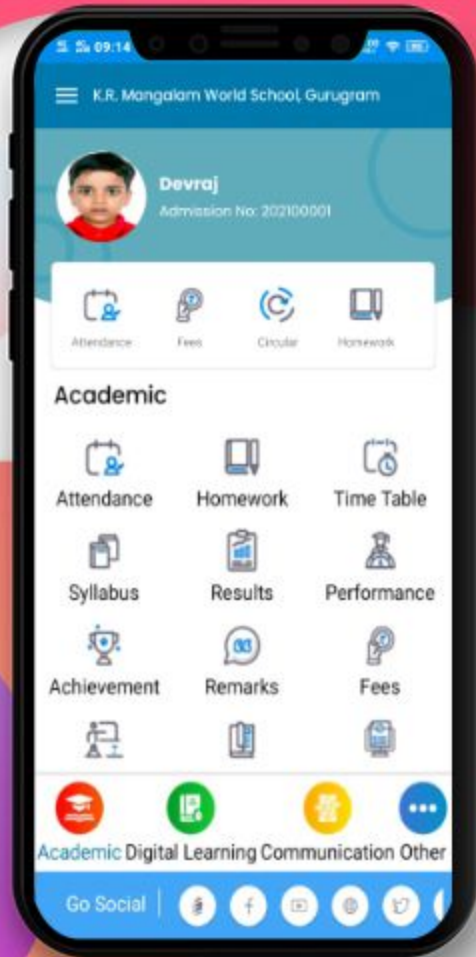 09:14
K.R. Mangalam World School, Gurugram
Devraj
Admission No: 202100001
Attendance Fees Circular Homework
Academic
Attendance Homework Time Table
Syllabus Results Performance
Achievement Remarks Fees
Academic Digital Learning Communication Other
Go Social